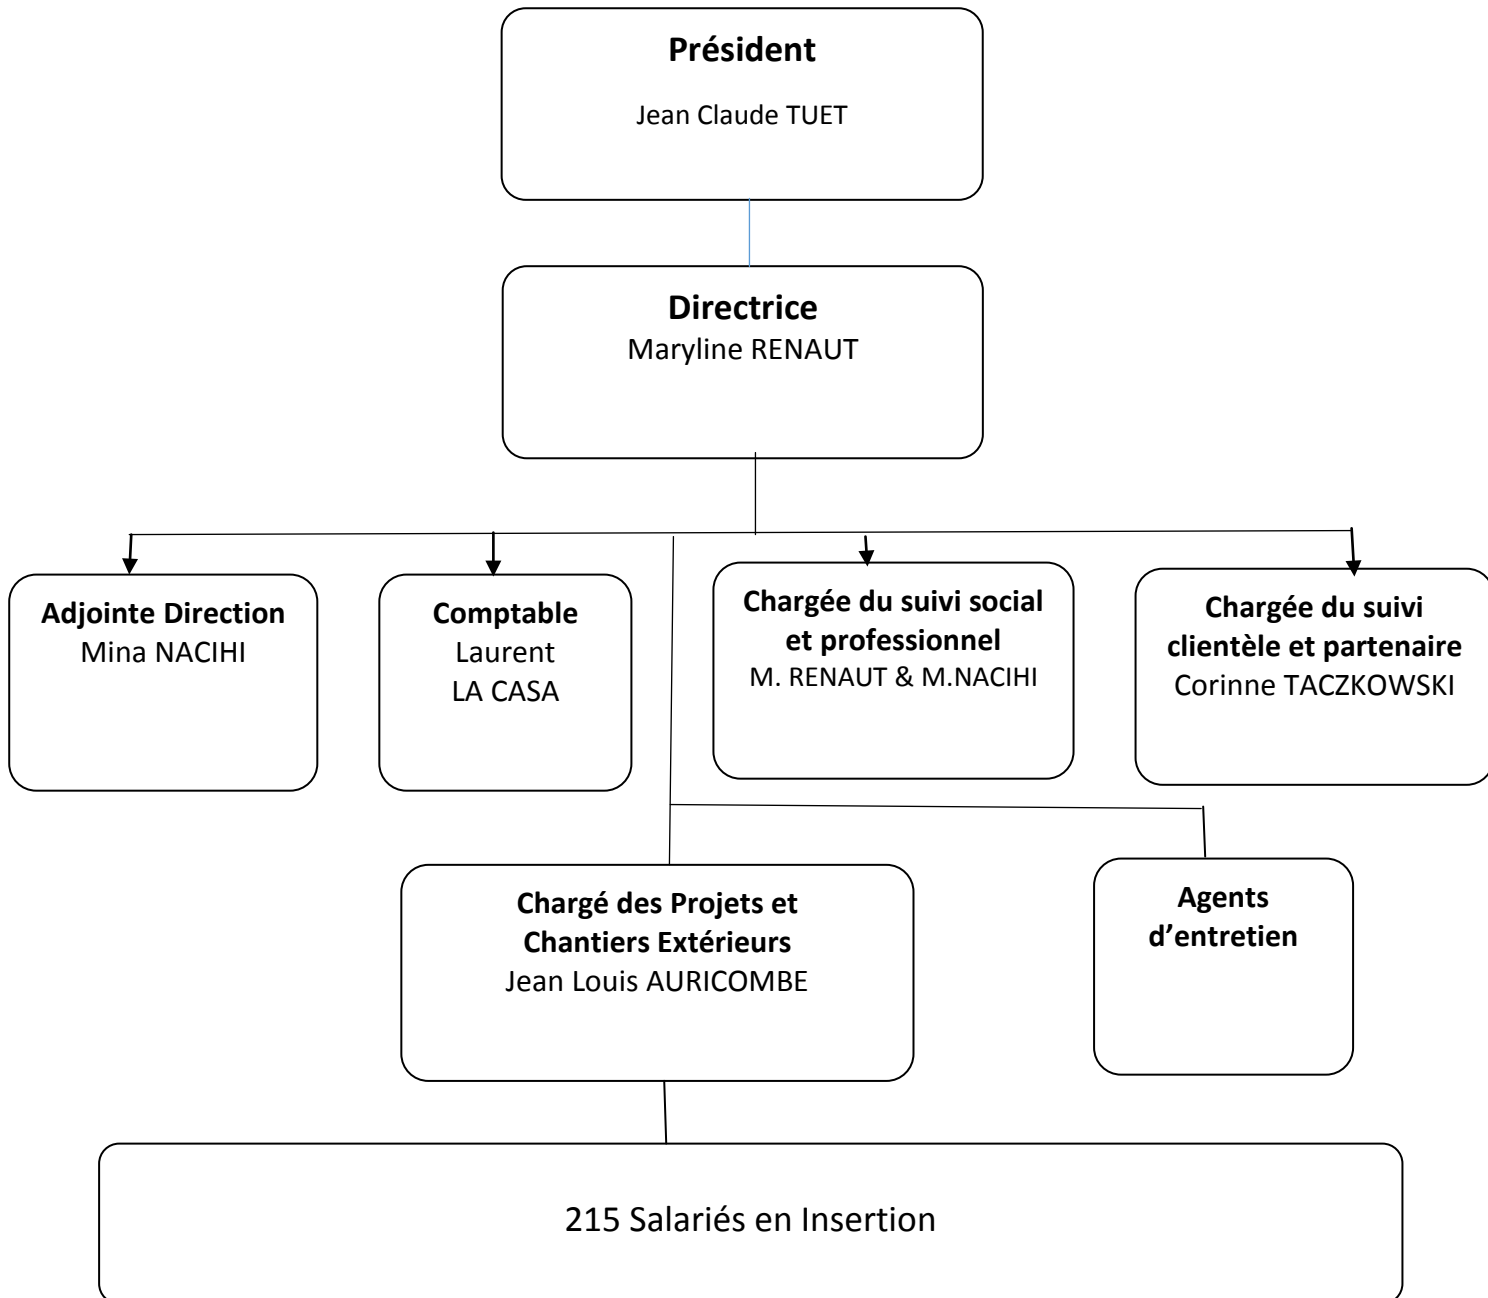 Président
Jean Claude TUET
Directrice
Maryline RENAUT
Adjointe Direction
Mina NACIHI
Comptable
Laurent
LA CASA
Chargée du suivi social
et professionnel
M. RENAUT & M.NACIHI
Chargée du suivi
clientèle et partenaire
Corinne TACZKOWSKI
Chargé des Projets et
Chantiers Extérieurs
Jean Louis AURICOMBE
Agents
d’entretien
215 Salariés en Insertion